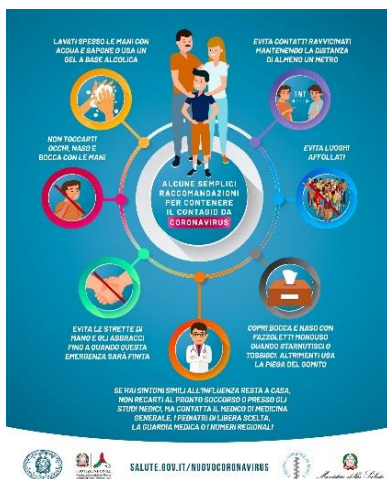 LAVATI SPESSO LE MANI CON
ACQUA E SAPONE O USA UN
GEL A BASE ALCOLICA
EVITA CONTATTI RAVVICINATI
MANTENENDO LA DISTANZA
DI ALMENO UN METRO
1MT
NON TOCCARTI
OCCHI, NASO E
BOCCA CON LE MANI
EVITA LUOGHI
AFFOLLATI
ALCUNE SEMPLICI
RACCOMANDAZIONI
PER CONTENERE
IL CONTAGIO DA
CORONAVIRUS
EVITA LE STRETTE DI
MANO E GLI ABBRACCI
FINO A QUANDO QUESTA
EMERGENZA SARÀ FINITA
COPRI BOCCA E NASO CON
FAZZOLETTI MONOUSO
QUANDO STARNUTISCI O
TOSSISCI. ALTRIMENTI USA
LA PIEGA DEL GOMITO
SE HAI SINTOMI SIMILI ALL'INFLUENZA RESTA A CASA,
NON RECARTI AL PRONTO SOCCORSO O PRESSO GLI
STUDI MEDICI, MA CONTATTA IL MEDICO DI MEDICINA
GENERALE, I PEDIATRI DI LIBERA SCELTA,
LA GUARDIA MEDICA O I NUMERI REGIONALI
SALUTE.GOV.IT/NUOVOCORONAVIRUS
Ministero della Salute